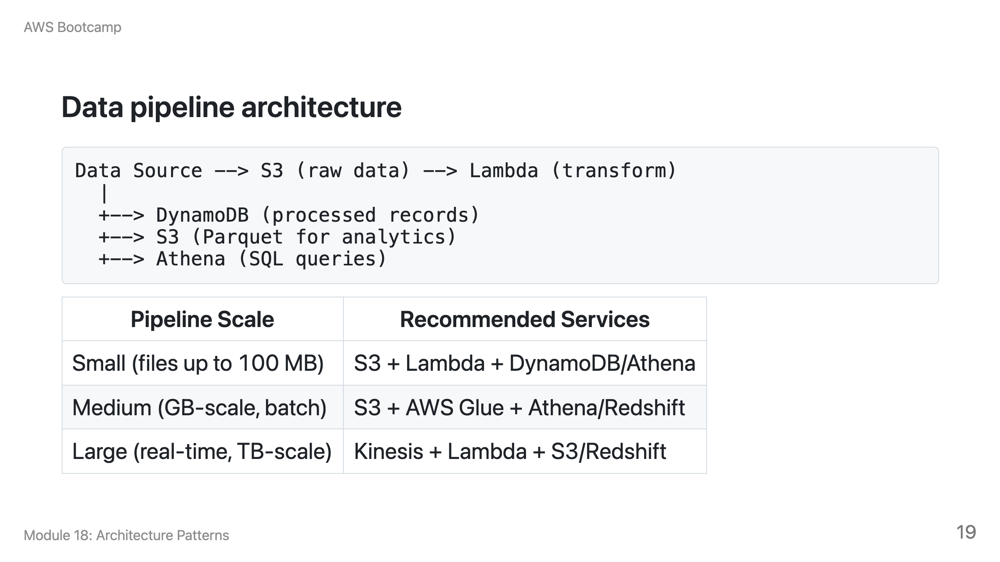 AWS Bootcamp
Data pipeline architecture
Data Source --> S3 (raw data) --> Lambda (transform)
  |
  +--> DynamoDB (processed records)
  +--> S3 (Parquet for analytics)
  +--> Athena (SQL queries)
Pipeline Scale Recommended Services
Small (files up to 100 MB) S3 + Lambda + DynamoDB/Athena
Medium (GB-scale, batch) S3 + AWS Glue + Athena/Redshift
Large (real-time, TB-scale) Kinesis + Lambda + S3/Redshift
Module 18: Architecture Patterns
19